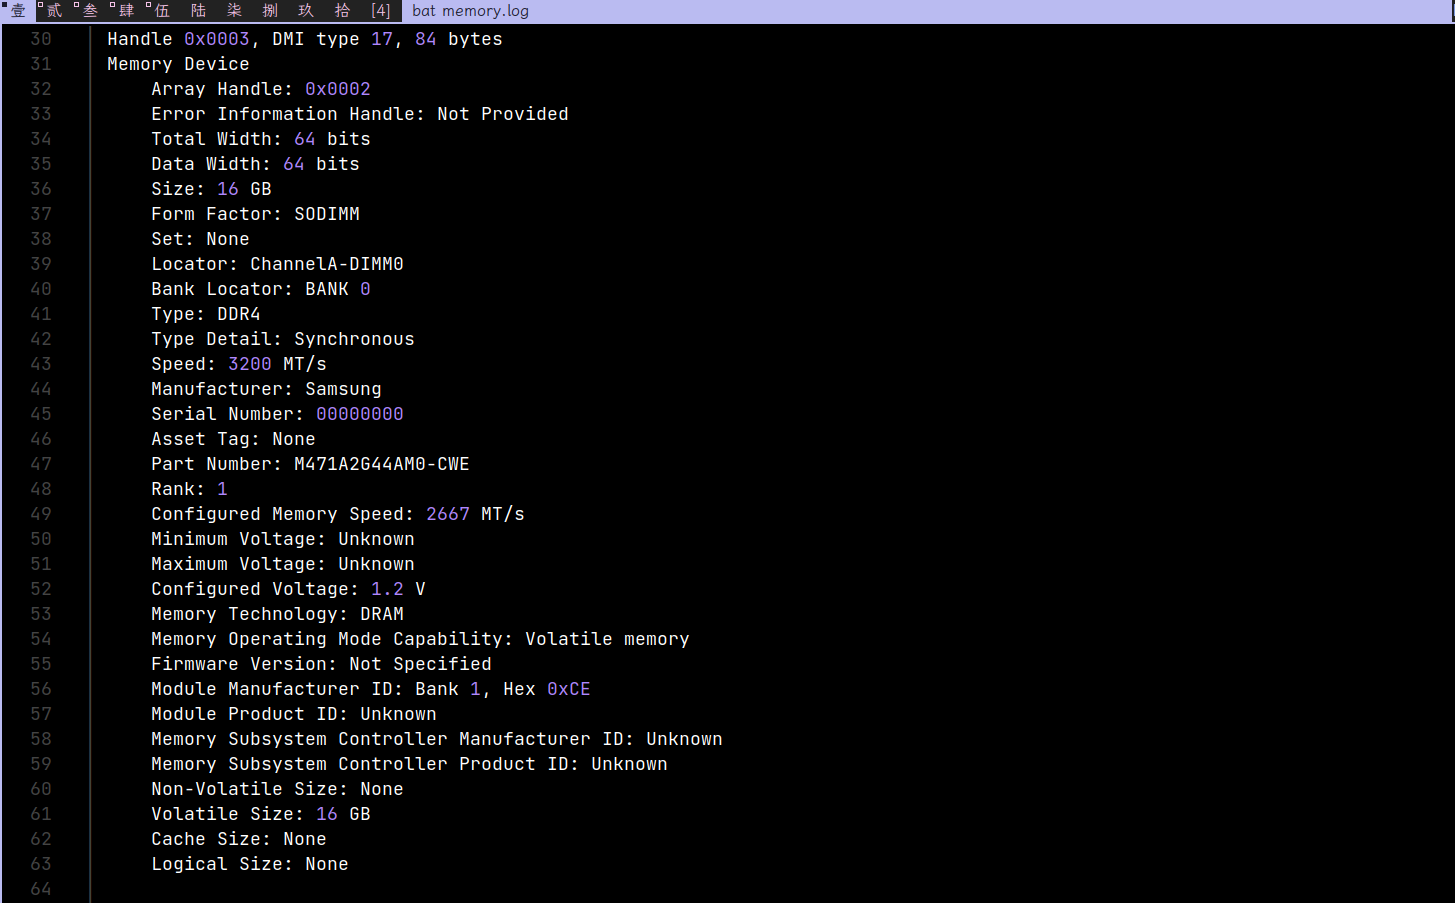 壹 贰 叁 肆 伍 陆 柒 捌 玖 拾 [4] bat memory.log
30 Handle 0x0003, DMI type 17, 84 bytes
31 Memory Device
32 Array Handle: 0x0002
33 Error Information Handle: Not Provided
34 Total Width: 64 bits
35 Data Width: 64 bits
36 Size: 16 GB
37 Form Factor: SODIMM
38 Set: None
39 Locator: ChannelA-DIMM0
40 Bank Locator: BANK 0
41 Type: DDR4
42 Type Detail: Synchronous
43 Speed: 3200 MT/s
44 Manufacturer: Samsung
45 Serial Number: 00000000
46 Asset Tag: None
47 Part Number: M471A2G44AM0-CWE
48 Rank: 1
49 Configured Memory Speed: 2667 MT/s
50 Minimum Voltage: Unknown
51 Maximum Voltage: Unknown
52 Configured Voltage: 1.2 V
53 Memory Technology: DRAM
54 Memory Operating Mode Capability: Volatile memory
55 Firmware Version: Not Specified
56 Module Manufacturer ID: Bank 1, Hex 0xCE
57 Module Product ID: Unknown
58 Memory Subsystem Controller Manufacturer ID: Unknown
59 Memory Subsystem Controller Product ID: Unknown
60 Non-Volatile Size: None
61 Volatile Size: 16 GB
62 Cache Size: None
63 Logical Size: None
64